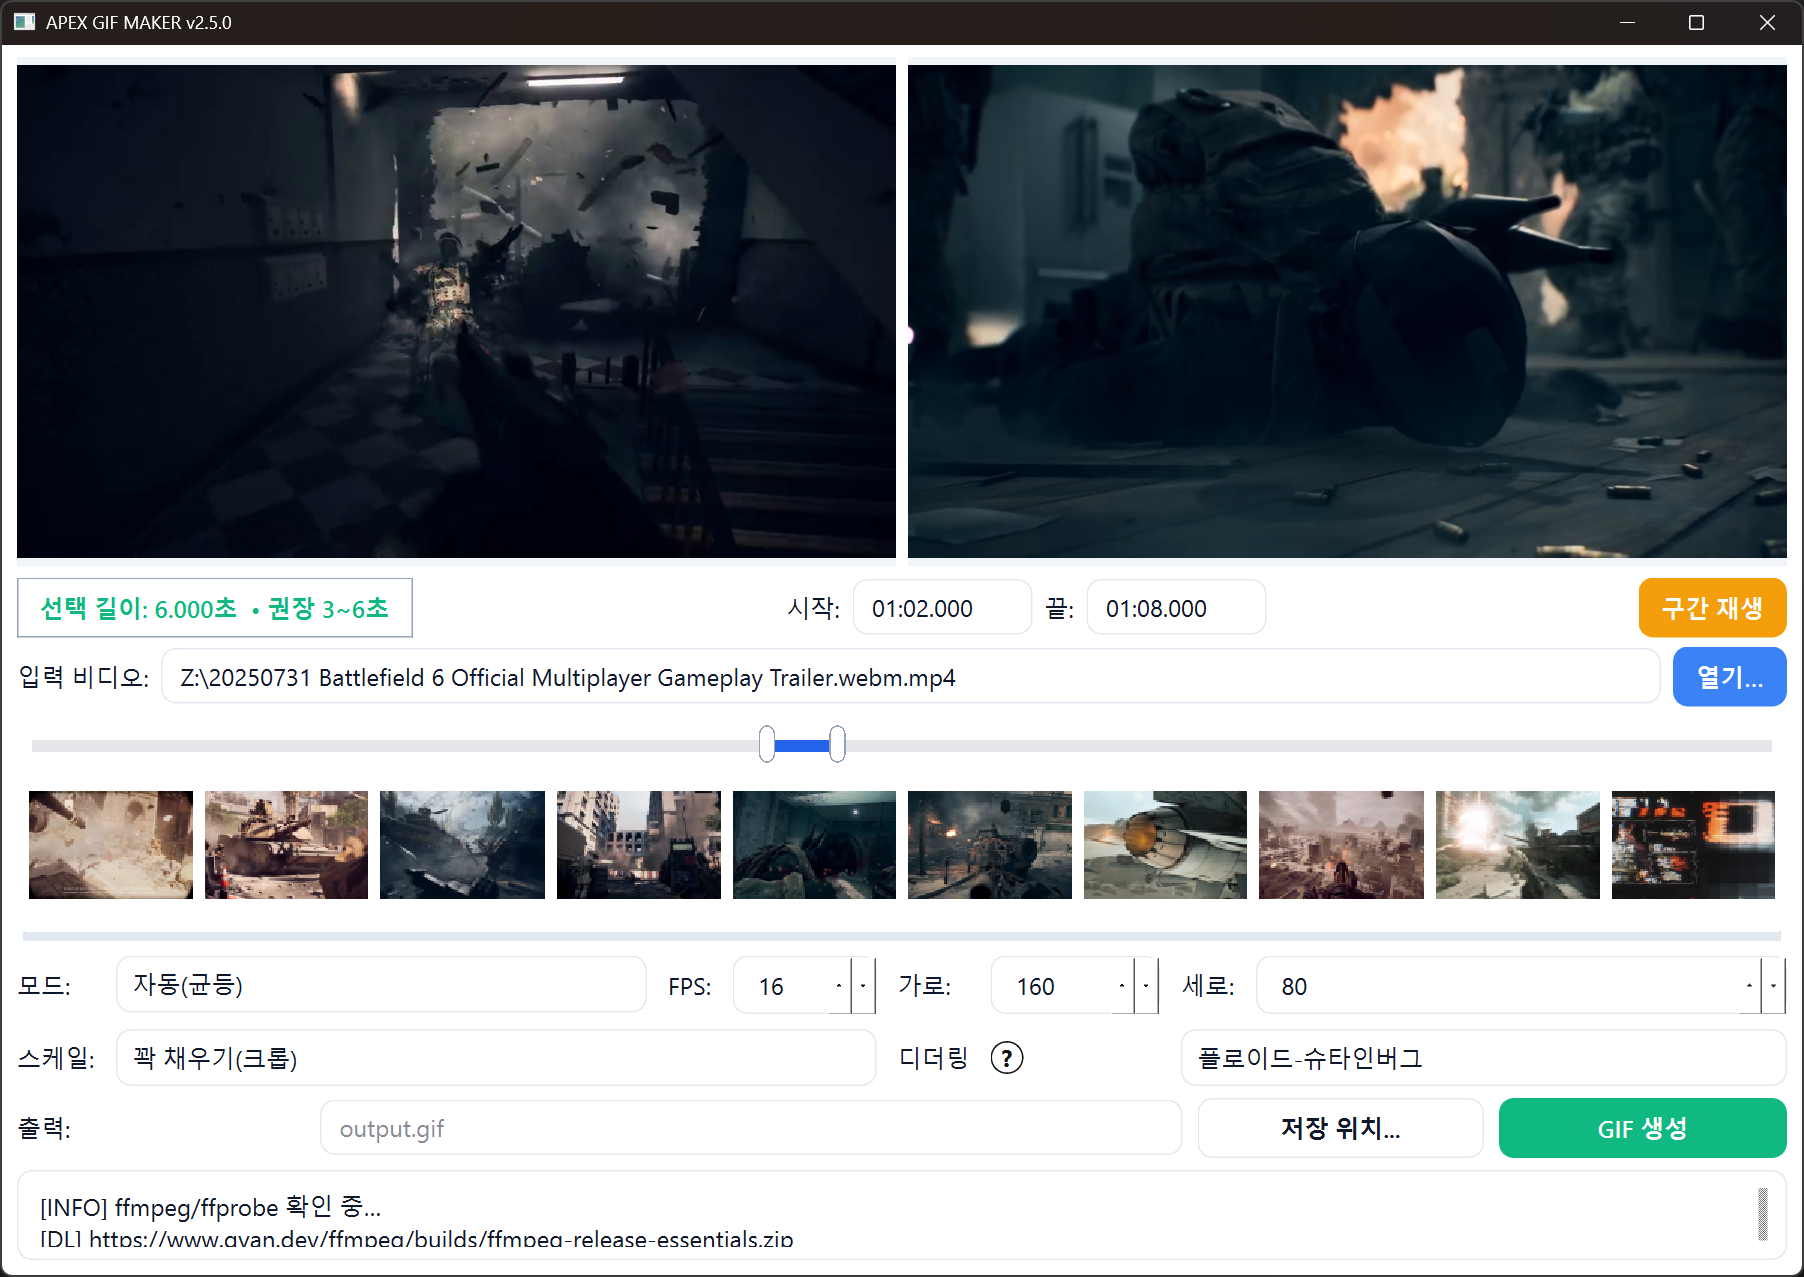 APEX GIF MAKER v2.5.0
선택 길이: 6.000초 • 권장 3~6초
시작: 01:02.000 끝: 01:08.000
구간 재생
입력 비디오: Z:\20250731 Battlefield 6 Official Multiplayer Gameplay Trailer.webm.mp4
열기...
모드: 자동(균등) FPS: 16 가로: 160 세로: 80
스케일: 꽉 채우기(크롭) 디더링 ? 플로이드-슈타인버그
출력: output.gif 저장 위치... GIF 생성
[INFO] ffmpeg/ffprobe 확인 중...
[DL] https://www.gyan.dev/ffmpeg/builds/ffmpeg-release-essentials.zip